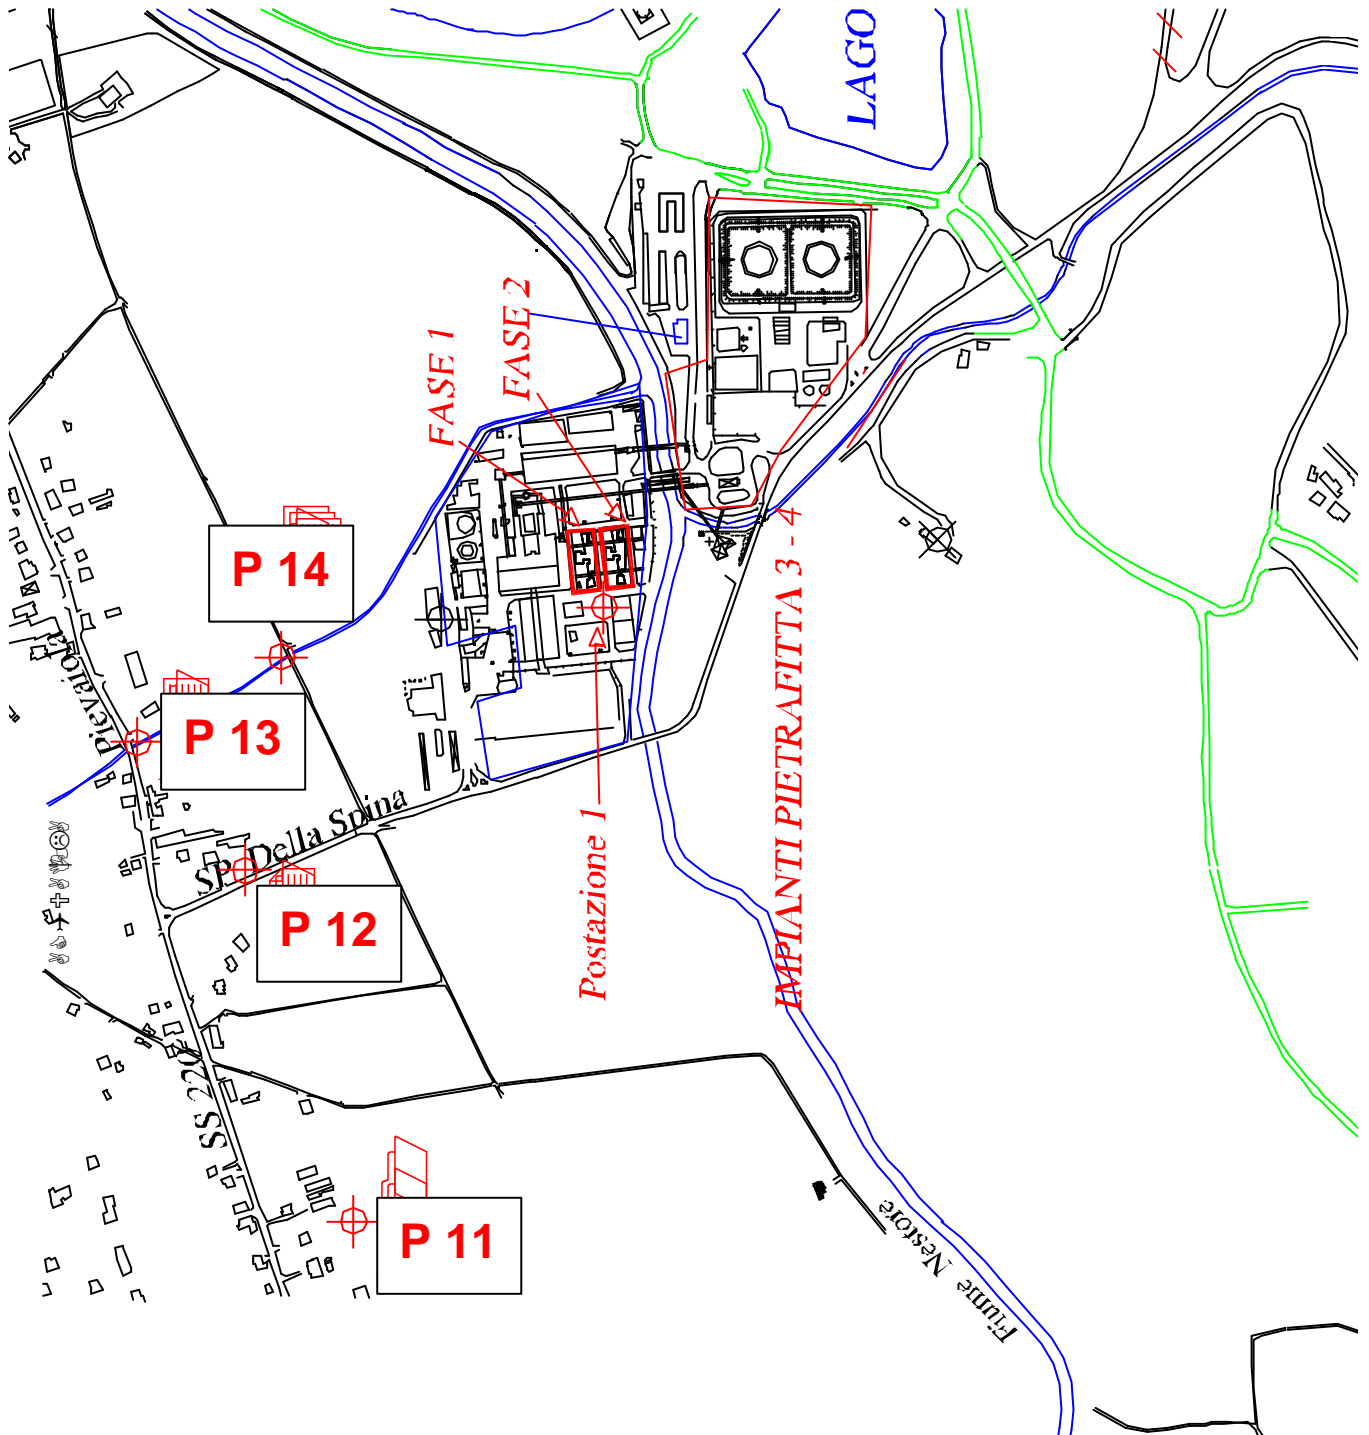 LAGO
FASE 1
FASE 2
P 14
Pievaiola
P 13
SP. Della Spina
P 12
Postazione 1
IMPIANTI PIETRAFITTA 3 - 4
SS 220
P 11
Fiume Nestore